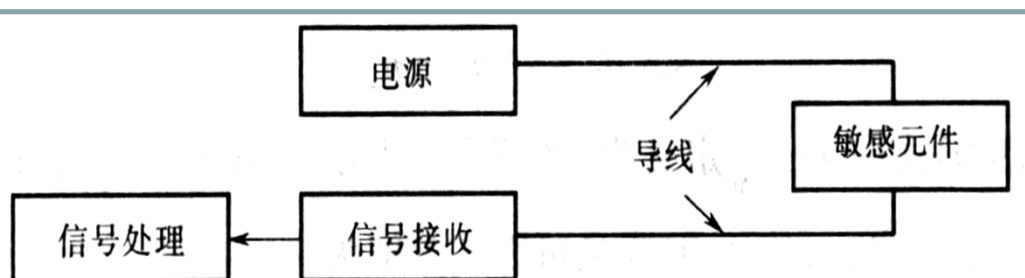 电源
敏感元件
导线
信号处理
信号接收